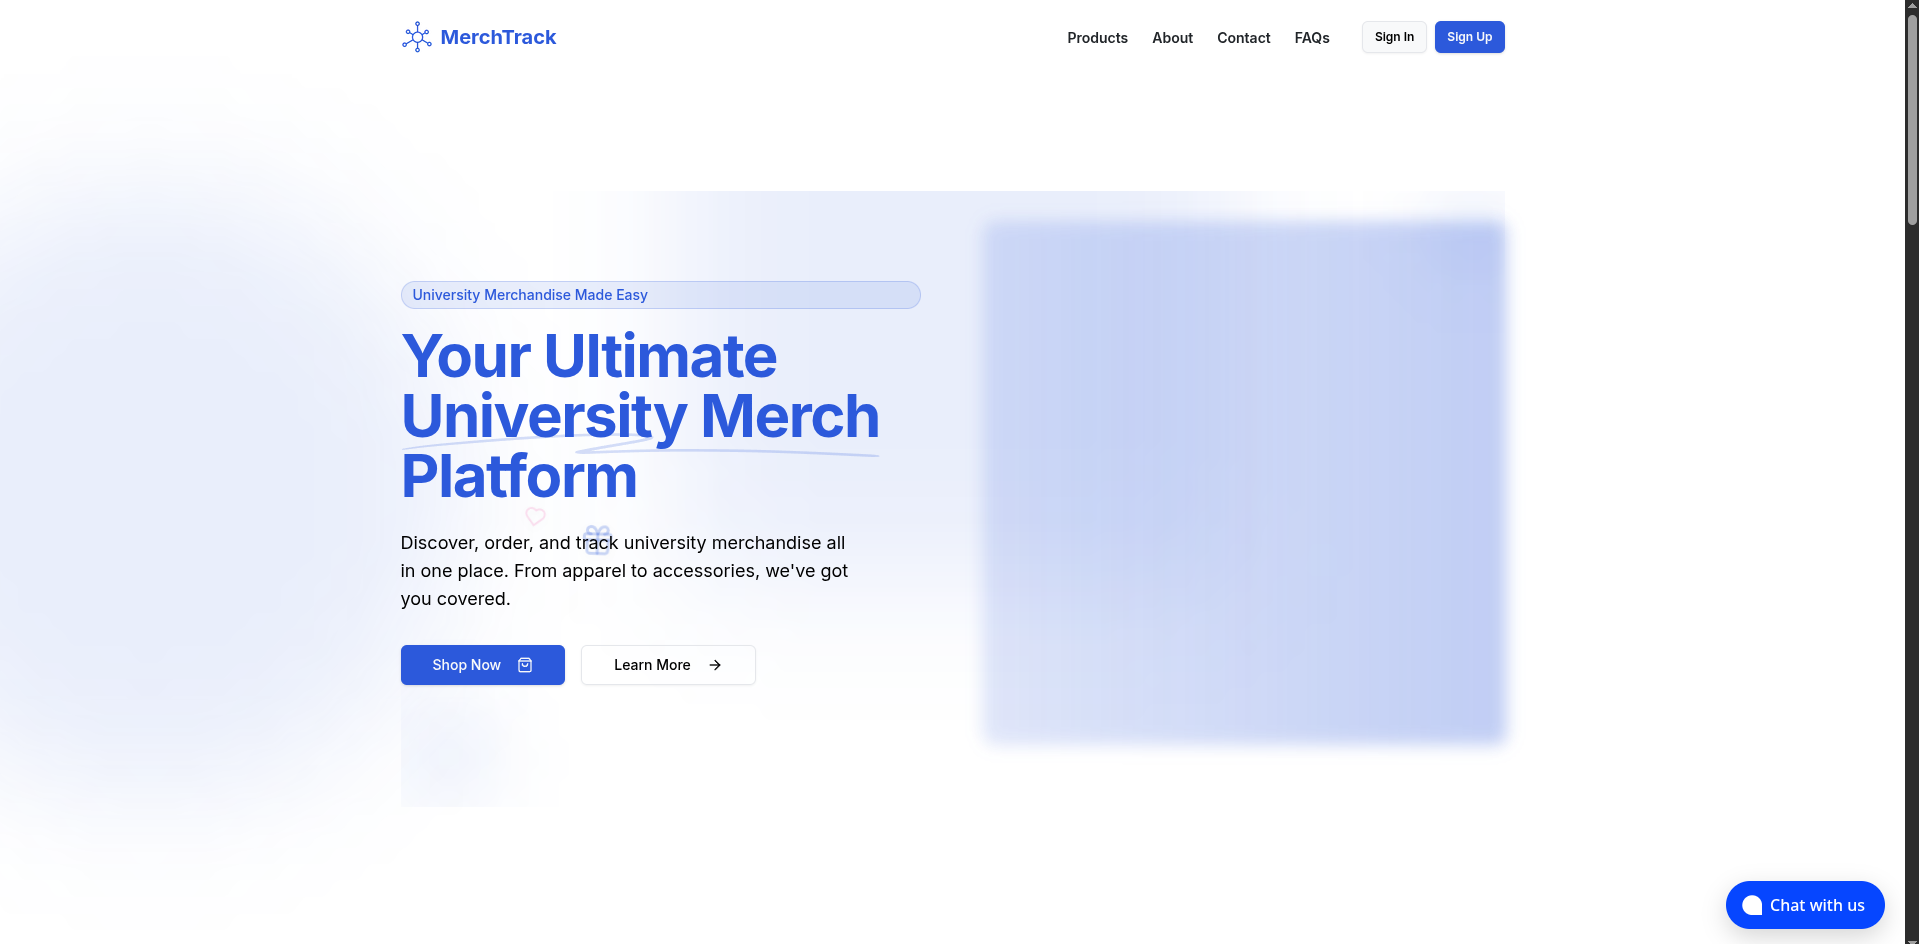 MerchTrack
Products
About
Contact
FAQs
Sign In
Sign Up
University Merchandise Made Easy
Your Ultimate
University Merch
Platform
Discover, order, and track university merchandise all
in one place. From apparel to accessories, we've got
you covered.
Shop Now
Learn More
Chat with us